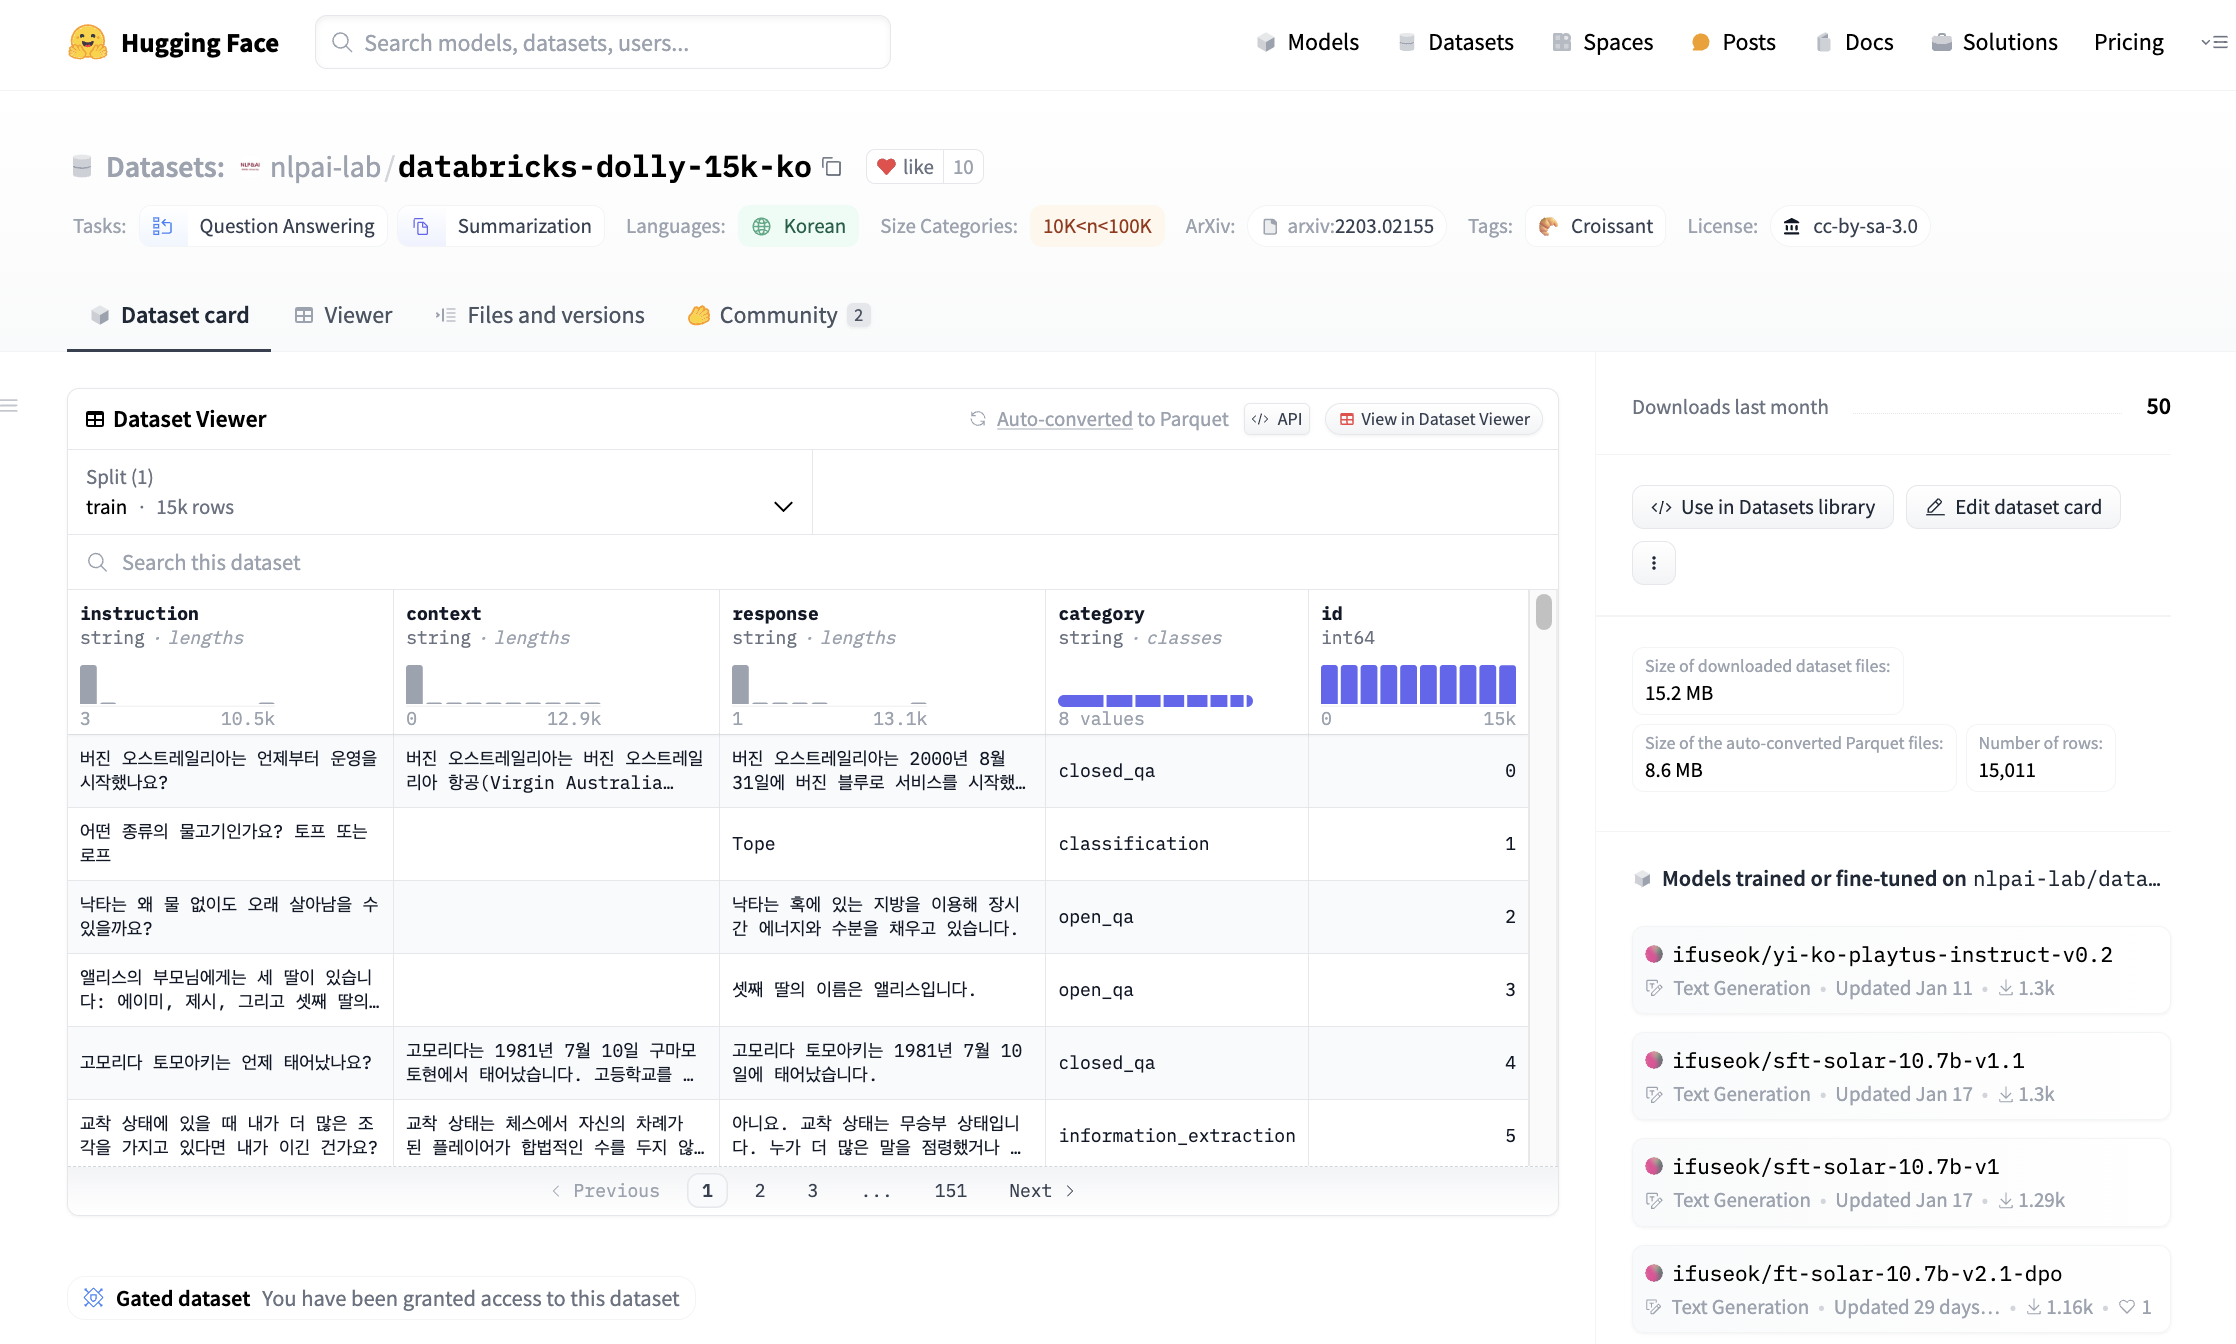 Hugging Face
Search models, datasets, users...
Models
Datasets
Spaces
Posts
Docs
Solutions
Pricing
Datasets: nlpai-lab/databricks-dolly-15k-ko
like 10
Tasks: Question Answering Summarization Languages: Korean Size Categories: 10K<n<100K ArXiv: arxiv:2203.02155 Tags: Croissant License: cc-by-sa-3.0
Dataset card
Viewer
Files and versions
Community 2
Dataset Viewer
Auto-converted to Parquet
API
View in Dataset Viewer
Split (1)
train · 15k rows
Search this dataset
instruction
string · lengths
3 10.5k
context
string · lengths
0 12.9k
response
string · lengths
1 13.1k
category
string · classes
8 values
id
int64
0 15k
버진 오스트레일리아는 언제부터 운영을
시작했나요?
버진 오스트레일리아는 버진 오스트레일
리아 항공(Virgin Australia…
버진 오스트레일리아는 2000년 8월
31일에 버진 블루로 서비스를 시작했…
closed_qa
0
어떤 종류의 물고기인가요? 토프 또는
로프
Tope
classification
1
낙타는 왜 물 없이도 오래 살아남을 수
있을까요?
낙타는 혹에 있는 지방을 이용해 장시
간 에너지와 수분을 채우고 있습니다.
open_qa
2
앨리스의 부모님에게는 세 딸이 있습니
다: 에이미, 제시, 그리고 셋째 딸의…
셋째 딸의 이름은 앨리스입니다.
open_qa
3
고모리다 토모아키는 언제 태어났나요?
고모리다는 1981년 7월 10일 구마모
토현에서 태어났습니다. 고등학교를 …
고모리다 토모아키는 1981년 7월 10
일에 태어났습니다.
closed_qa
4
교착 상태에 있을 때 내가 더 많은 조
각을 가지고 있다면 내가 이긴 건가요?
교착 상태는 체스에서 자신의 차례가
된 플레이어가 합법적인 수를 두지 않…
아니요. 교착 상태는 무승부 상태입니
다. 누가 더 많은 말을 점령했거나 …
information_extraction
5
Previous 1 2 3 ... 151 Next
Gated dataset You have been granted access to this dataset
Downloads last month 50
Use in Datasets library
Edit dataset card
Size of downloaded dataset files:
15.2 MB
Size of the auto-converted Parquet files:
8.6 MB
Number of rows:
15,011
Models trained or fine-tuned on nlpai-lab/data…
ifuseok/yi-ko-playtus-instruct-v0.2
Text Generation • Updated Jan 11 • 1.3k
ifuseok/sft-solar-10.7b-v1.1
Text Generation • Updated Jan 17 • 1.3k
ifuseok/sft-solar-10.7b-v1
Text Generation • Updated Jan 17 • 1.29k
ifuseok/ft-solar-10.7b-v2.1-dpo
Text Generation • Updated 29 days… • 1.16k • 1